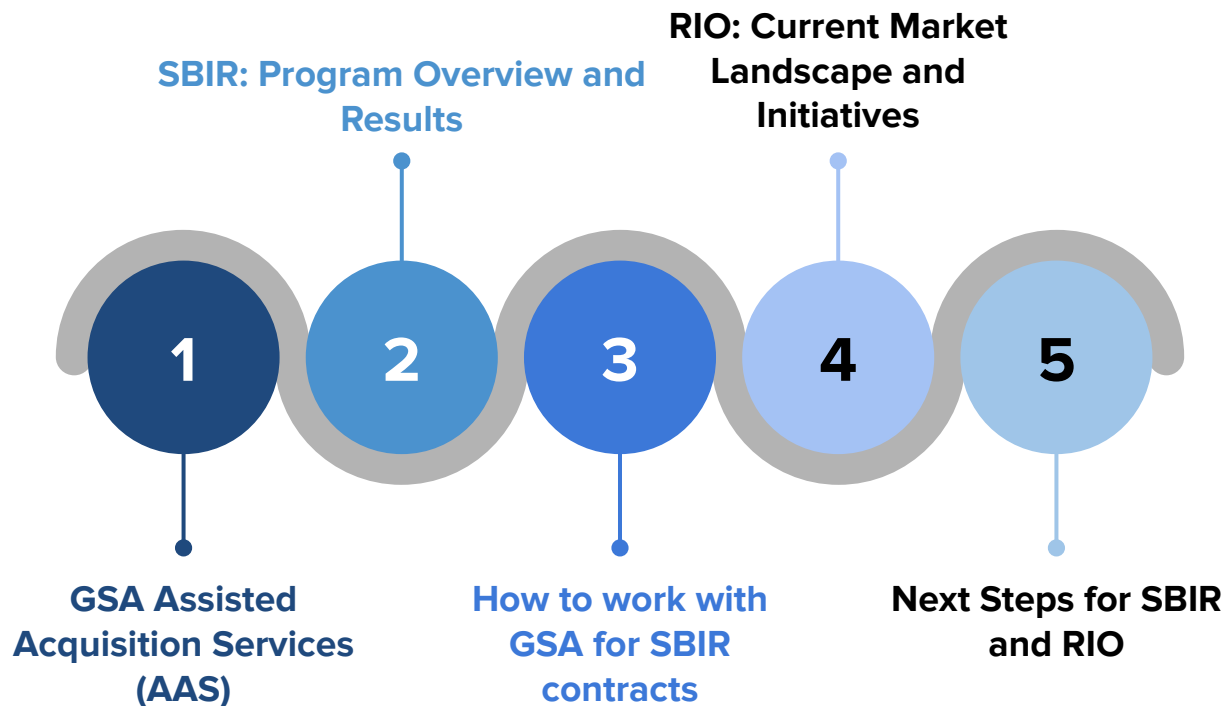 RIO: Current Market
Landscape and
Initiatives
SBIR: Program Overview and
Results
1
2
3
4
5
GSA Assisted
Acquisition Services
(AAS)
How to work with
GSA for SBIR
contracts
Next Steps for SBIR
and RIO